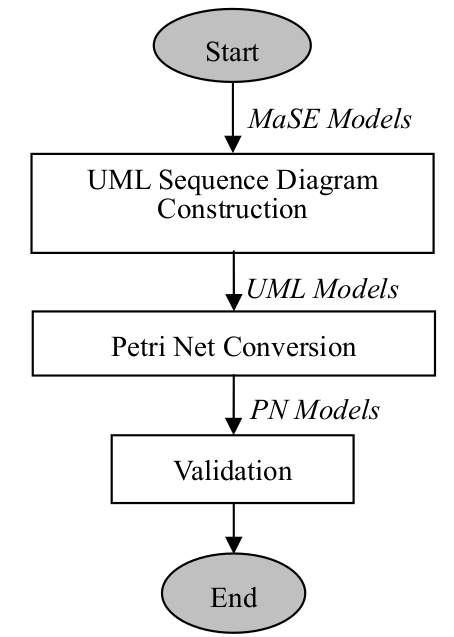 Start
MaSE Models
UML Sequence Diagram
Construction
UML Models
Petri Net Conversion
PN Models
Validation
End